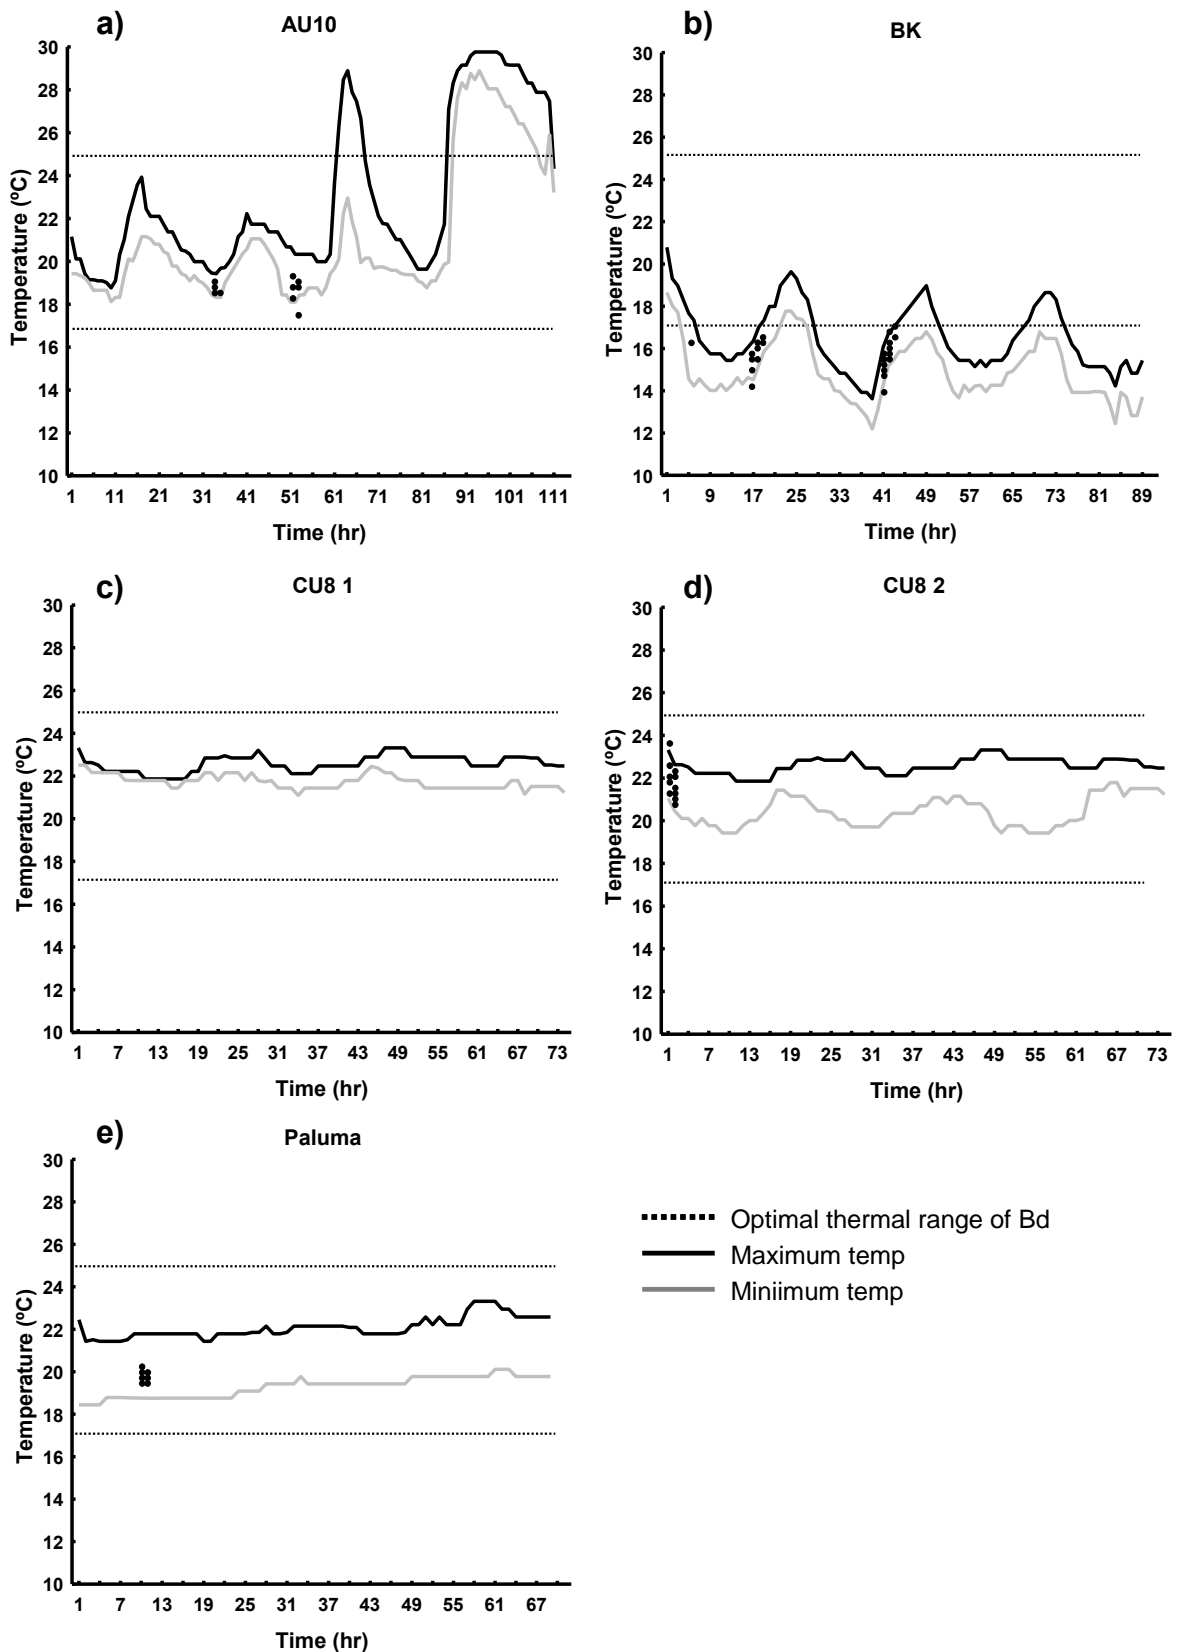 a)
AU10
30
28
26
24
22
20
18
16
14
12
10
Temperature (ºC)
1 11 21 31 41 51 61 71 81 91 101 111
Time (hr)
b)
BK
30
28
26
24
22
20
18
16
14
12
10
Temperature (ºC)
1 9 17 25 33 41 49 57 65 73 81 89
Time (hr)
c)
CU8 1
30
28
26
24
22
20
18
16
14
12
10
Temperature (ºC)
1 7 13 19 25 31 37 43 49 55 61 67 73
Time (hr)
d)
CU8 2
30
28
26
24
22
20
18
16
14
12
10
Temperature (ºC)
1 7 13 19 25 31 37 43 49 55 61 67 73
Time (hr)
e)
Paluma
30
28
26
24
22
20
18
16
14
12
10
Temperature (ºC)
1 7 13 19 25 31 37 43 49 55 61 67
Time (hr)
Optimal thermal range of Bd
Maximum temp
Miniimum temp